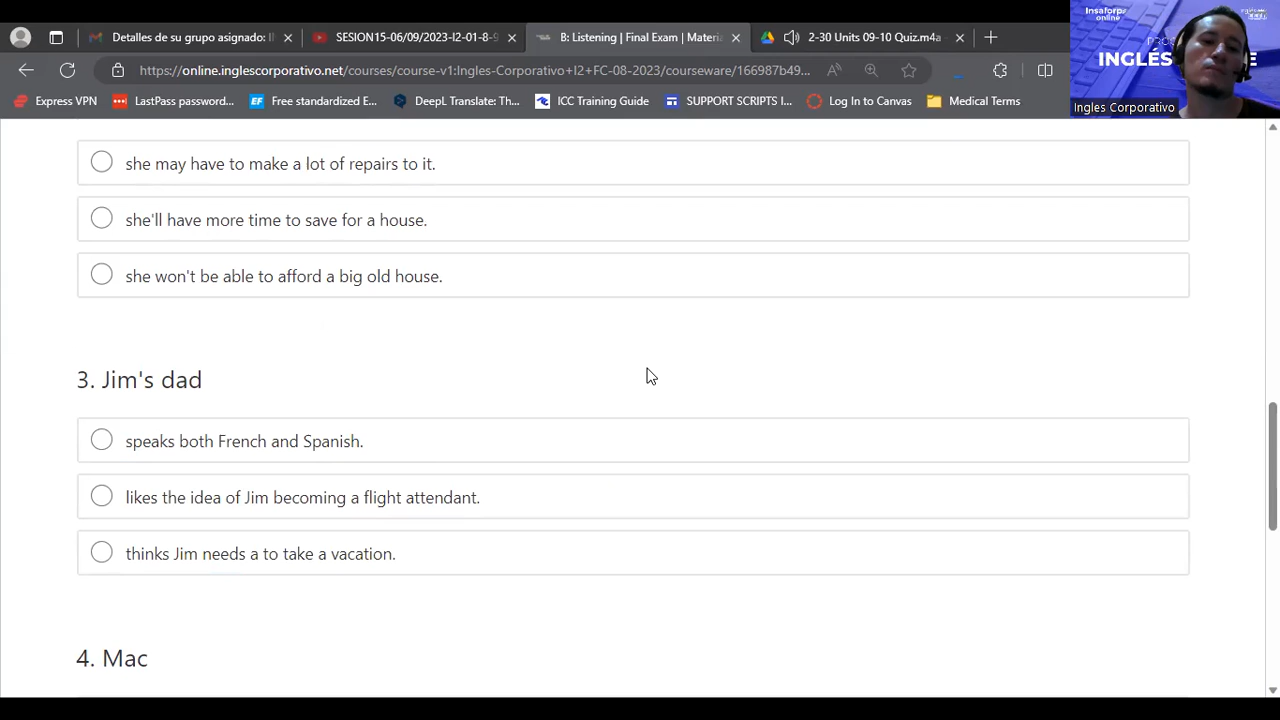 Detalles de su grupo asignado: II
SESION15-06/09/2023-I2-01-8-9
B: Listening | Final Exam | Materi
2-30 Units 09-10 Quiz.m4a
https://online.inglescorporativo.net/courses/course-v1:Ingles-Corporativo+I2+FC-08-2023/courseware/166987b49...
Express VPN
LastPass password...
Free standardized E...
DeepL Translate: Th...
ICC Training Guide
SUPPORT SCRIPTS I...
Log In to Canvas
Medical Terms
Insaforp
online
INGLÉS
E
Ingles Corporativo
she may have to make a lot of repairs to it.
she'll have more time to save for a house.
she won't be able to afford a big old house.
3. Jim's dad
speaks both French and Spanish.
likes the idea of Jim becoming a flight attendant.
thinks Jim needs a to take a vacation.
4. Mac